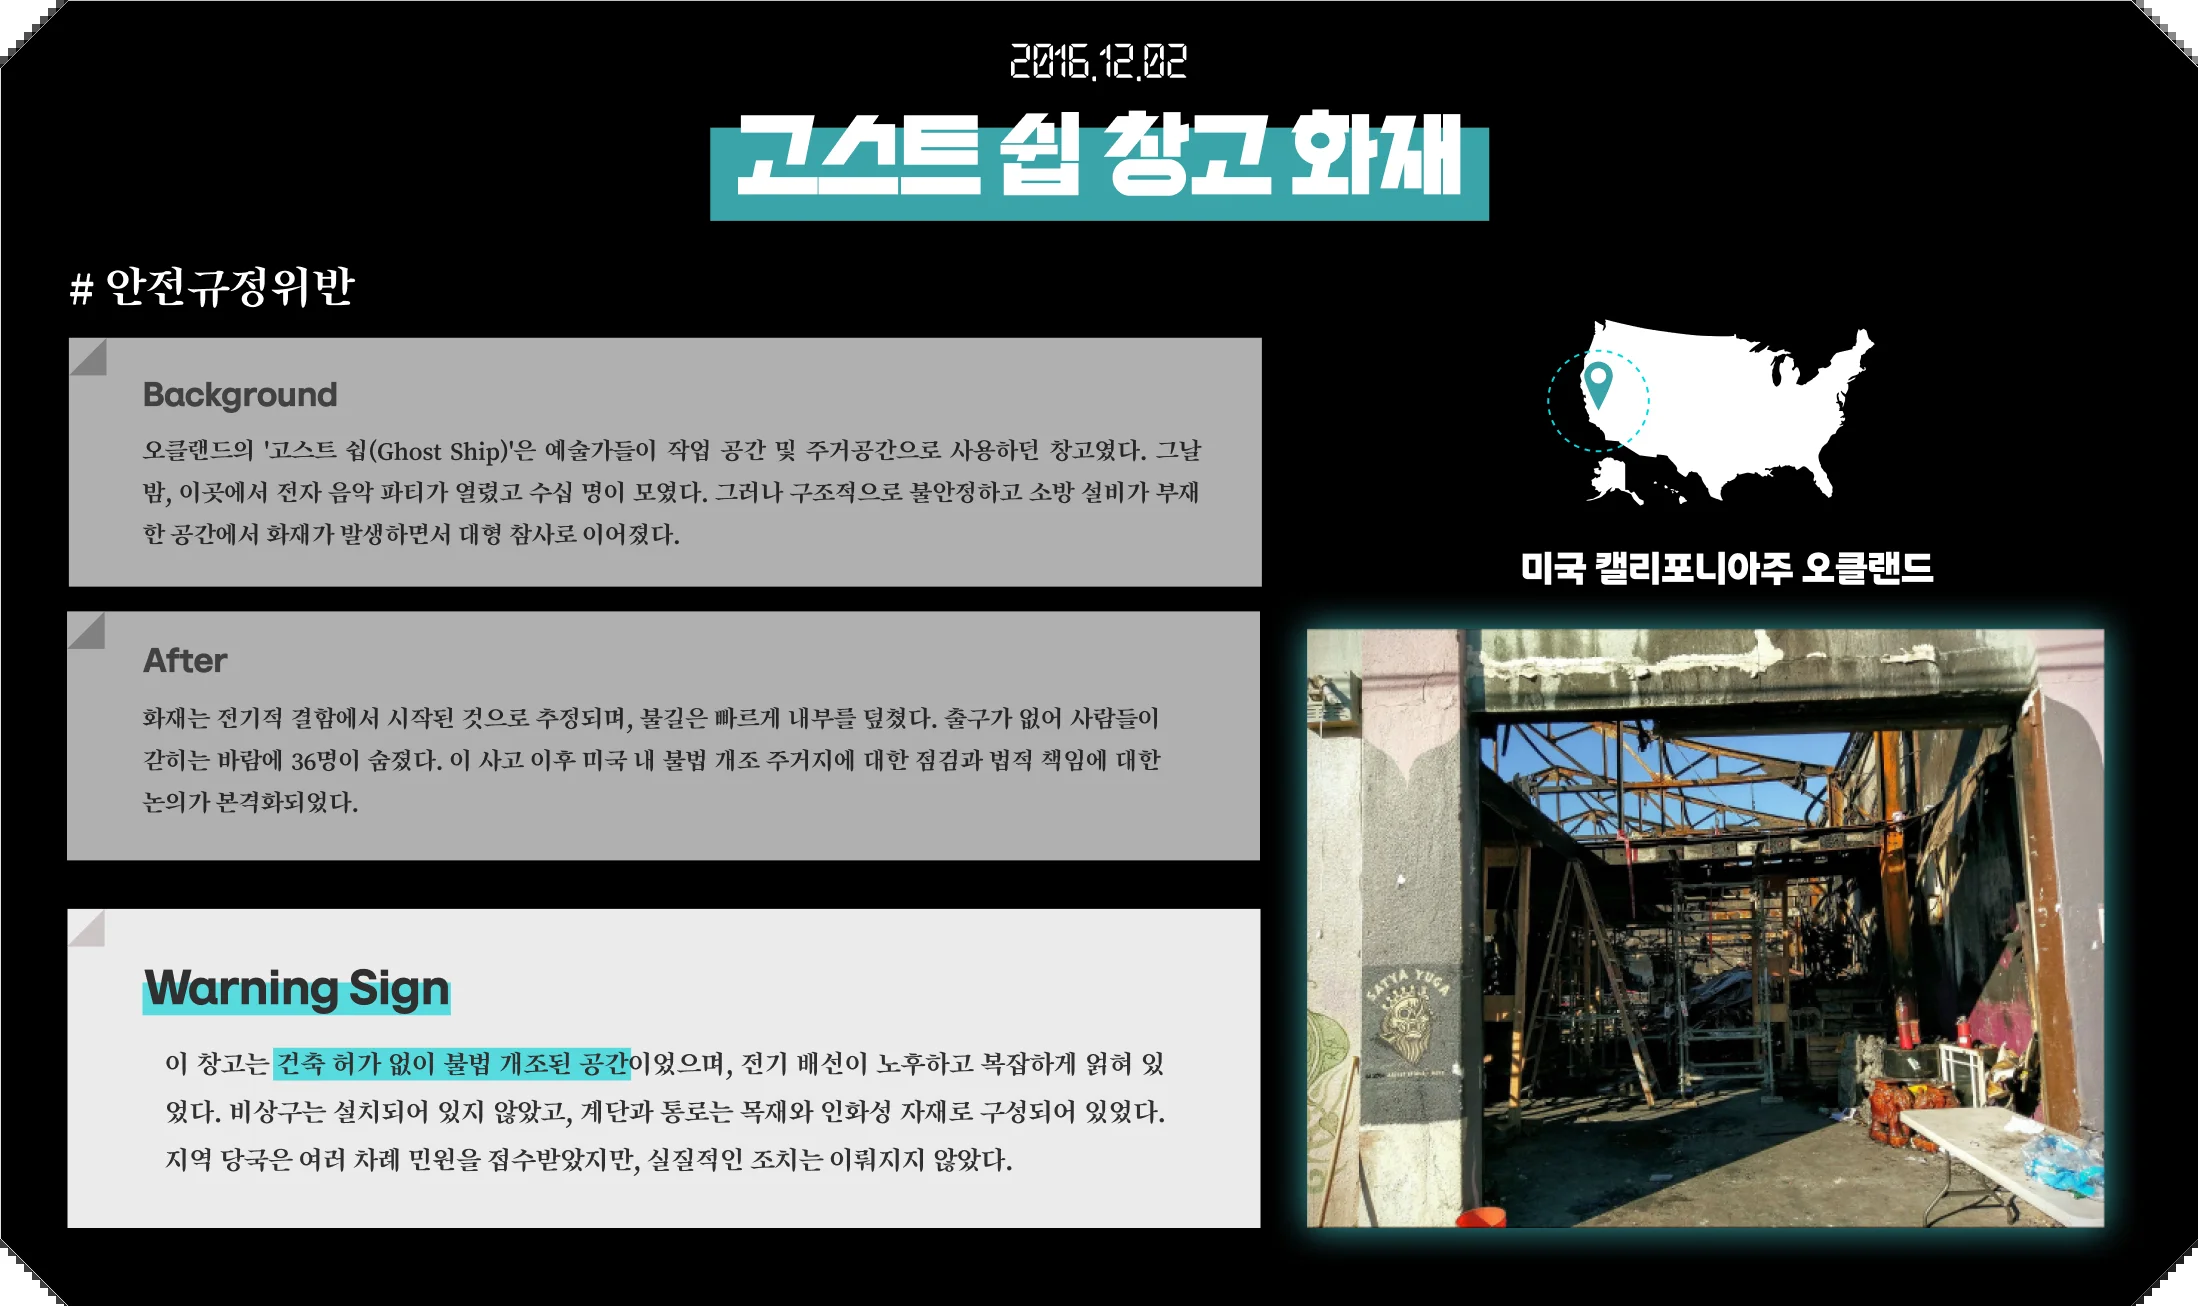 2016.12.02
고스트 쉽 창고 화재
# 안전규정위반
Background
오클랜드의 '고스트 쉽(Ghost Ship)'은 예술가들이 작업 공간 및 주거공간으로 사용하던 창고였다. 그날
밤, 이곳에서 전자 음악 파티가 열렸고 수십 명이 모였다. 그러나 구조적으로 불안정하고 소방 설비가 부재
한 공간에서 화재가 발생하면서 대형 참사로 이어졌다.
After
화재는 전기적 결함에서 시작된 것으로 추정되며, 불길은 빠르게 내부를 덮쳤다. 출구가 없어 사람들이
갇히는 바람에 36명이 숨졌다. 이 사고 이후 미국 내 불법 개조 주거지에 대한 점검과 법적 책임에 대한
논의가 본격화되었다.
Warning Sign
이 창고는 건축 허가 없이 불법 개조된 공간이었으며, 전기 배선이 노후하고 복잡하게 얽혀 있
었다. 비상구는 설치되어 있지 않았고, 계단과 통로는 목재와 인화성 자재로 구성되어 있었다.
지역 당국은 여러 차례 민원을 접수받았지만, 실질적인 조치는 이뤄지지 않았다.
미국 캘리포니아주 오클랜드
SATYA YUGA